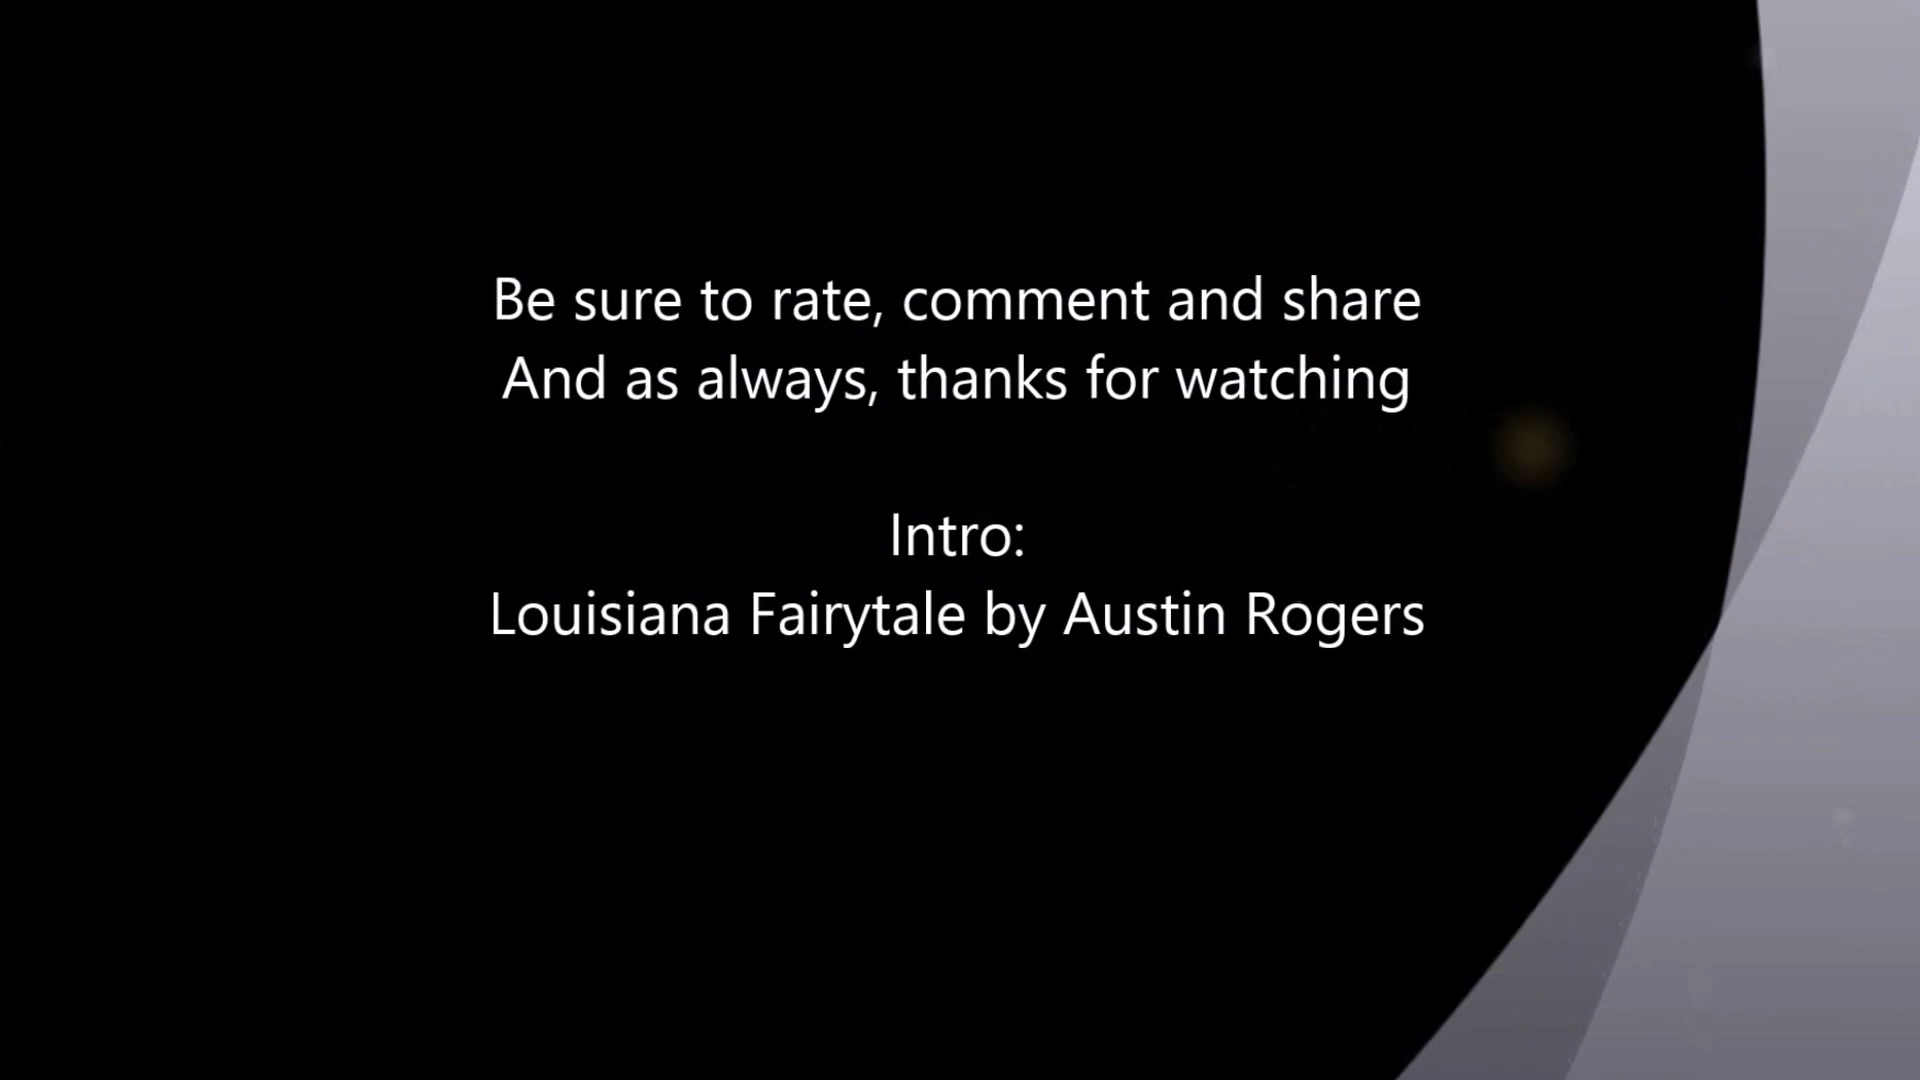 Be sure to rate, comment and share
And as always, thanks for watching
Intro:
Louisiana Fairytale by Austin Rogers